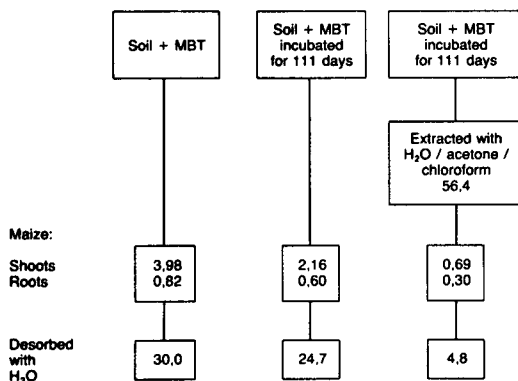 Soil + MBT
Soil + MBT
incubated
for 111 days
Soil + MBT
incubated
for 111 days
Extracted with
H₂O / acetone /
chloroform
56,4
Maize:
Shoots 3,98 2,16 0,69
Roots 0,82 0,60 0,30
Desorbed
with 30,0 24,7 4,8
H₂O